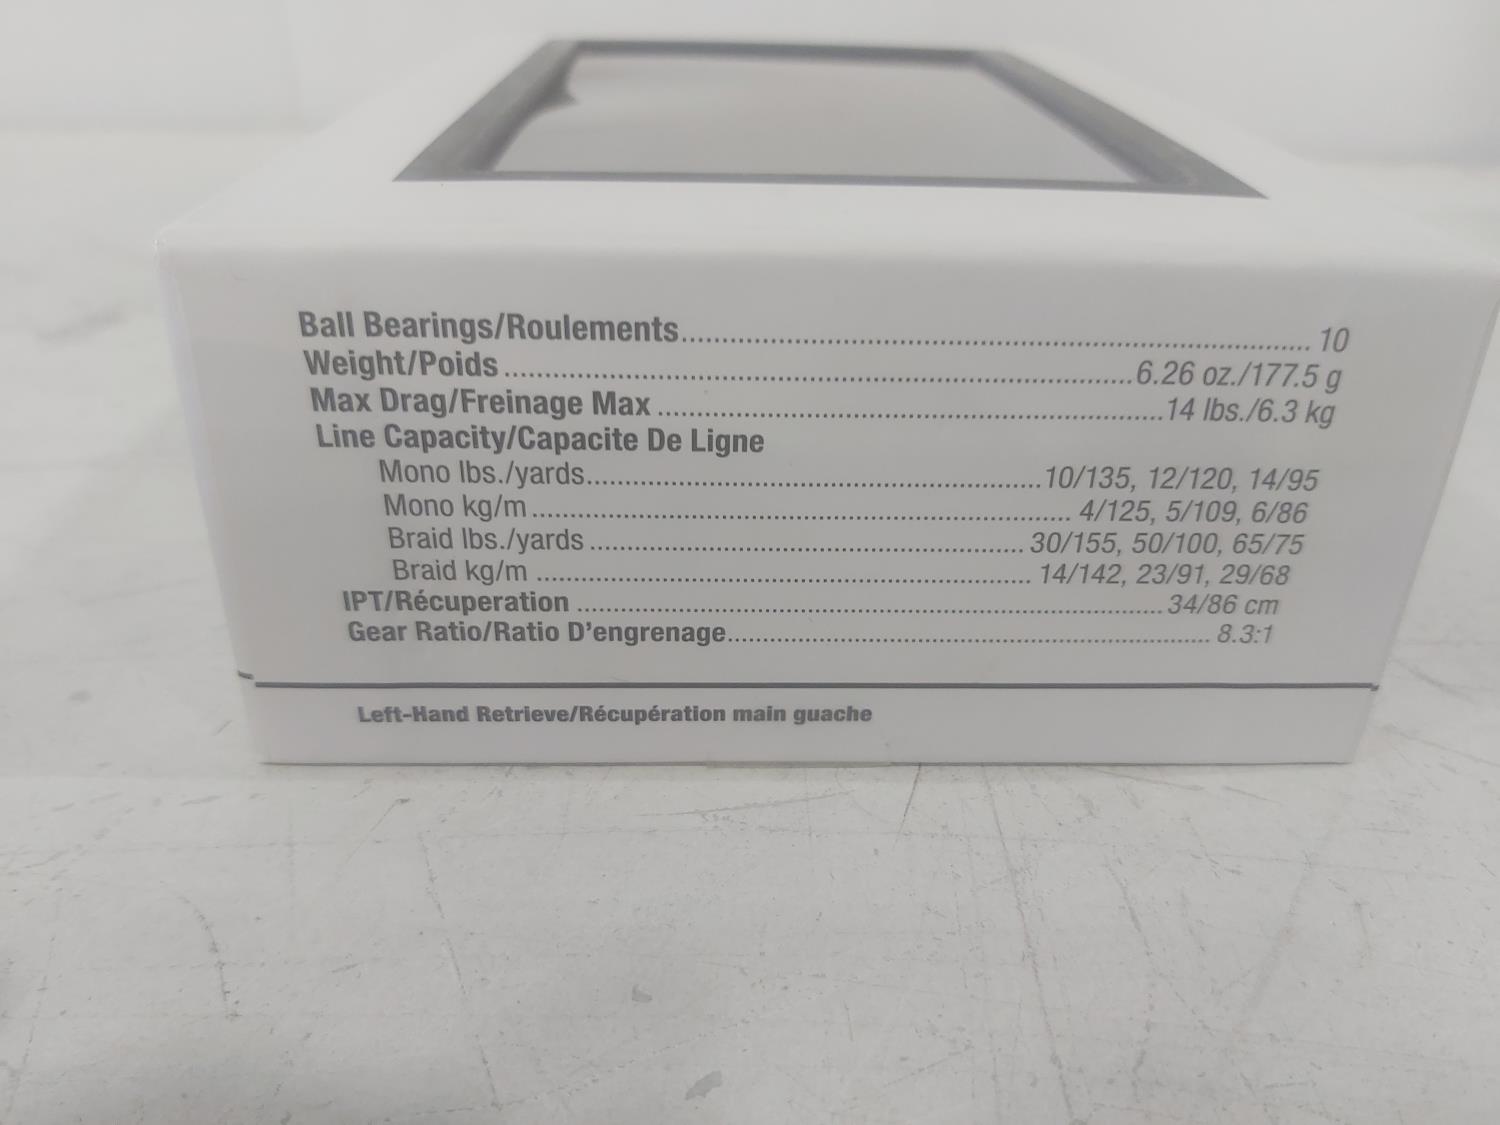 Ball Bearings/Roulements.......... 10
Weight/Poids.......... 6.26 oz./177.5 g
Max Drag/Freinage Max.......... 14 lbs./6.3 kg
Line Capacity/Capacite De Ligne
Mono lbs./yards.......... 10/135, 12/120, 14/95
Mono kg/m.......... 4/125, 5/109, 6/86
Braid lbs./yards.......... 30/155, 50/100, 65/75
Braid kg/m.......... 14/142, 23/91, 29/68
IPT/Récuperation.......... 34/86 cm
Gear Ratio/Ratio D'engrenage.......... 8.3:1
Left-Hand Retrieve/Récupération main guache